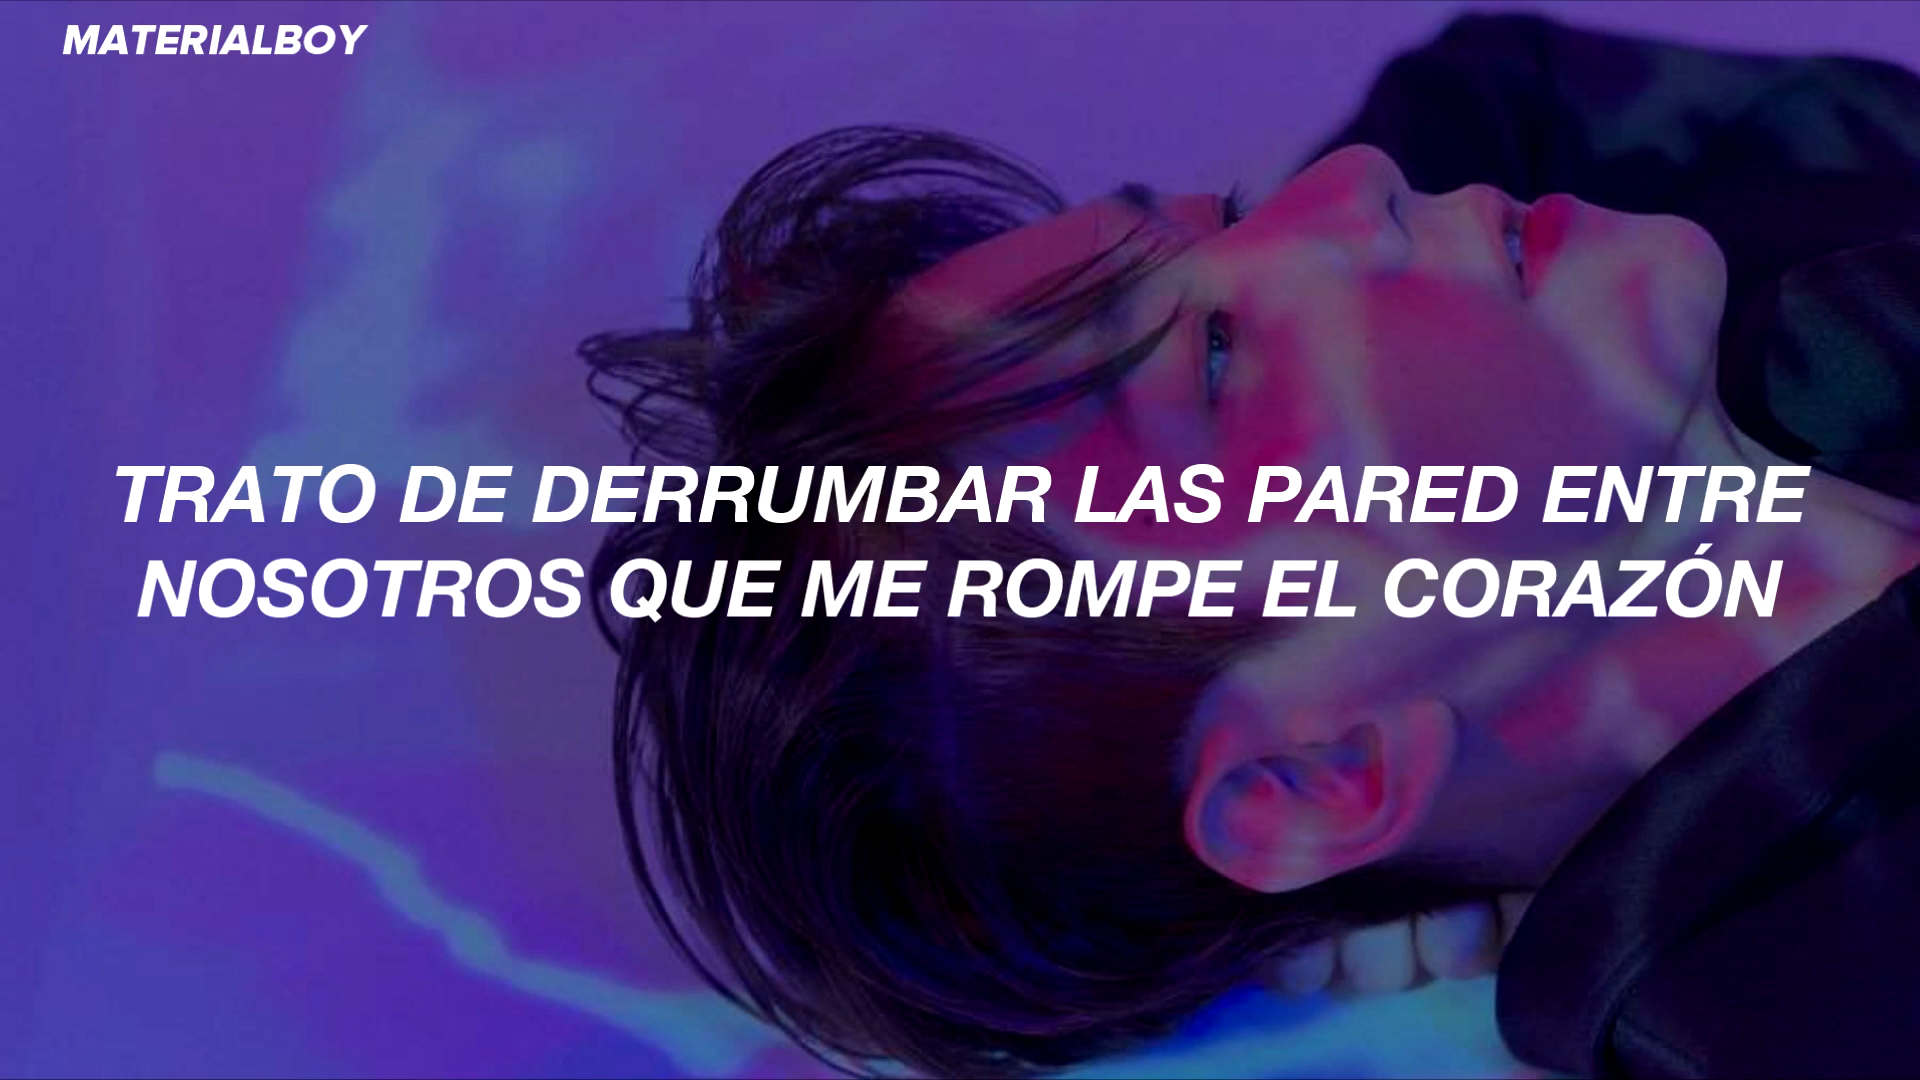 MATERIALBOY
TRATO DE DERRUMBAR LAS PARED ENTRE
NOSOTROS QUE ME ROMPE EL CORAZÓN